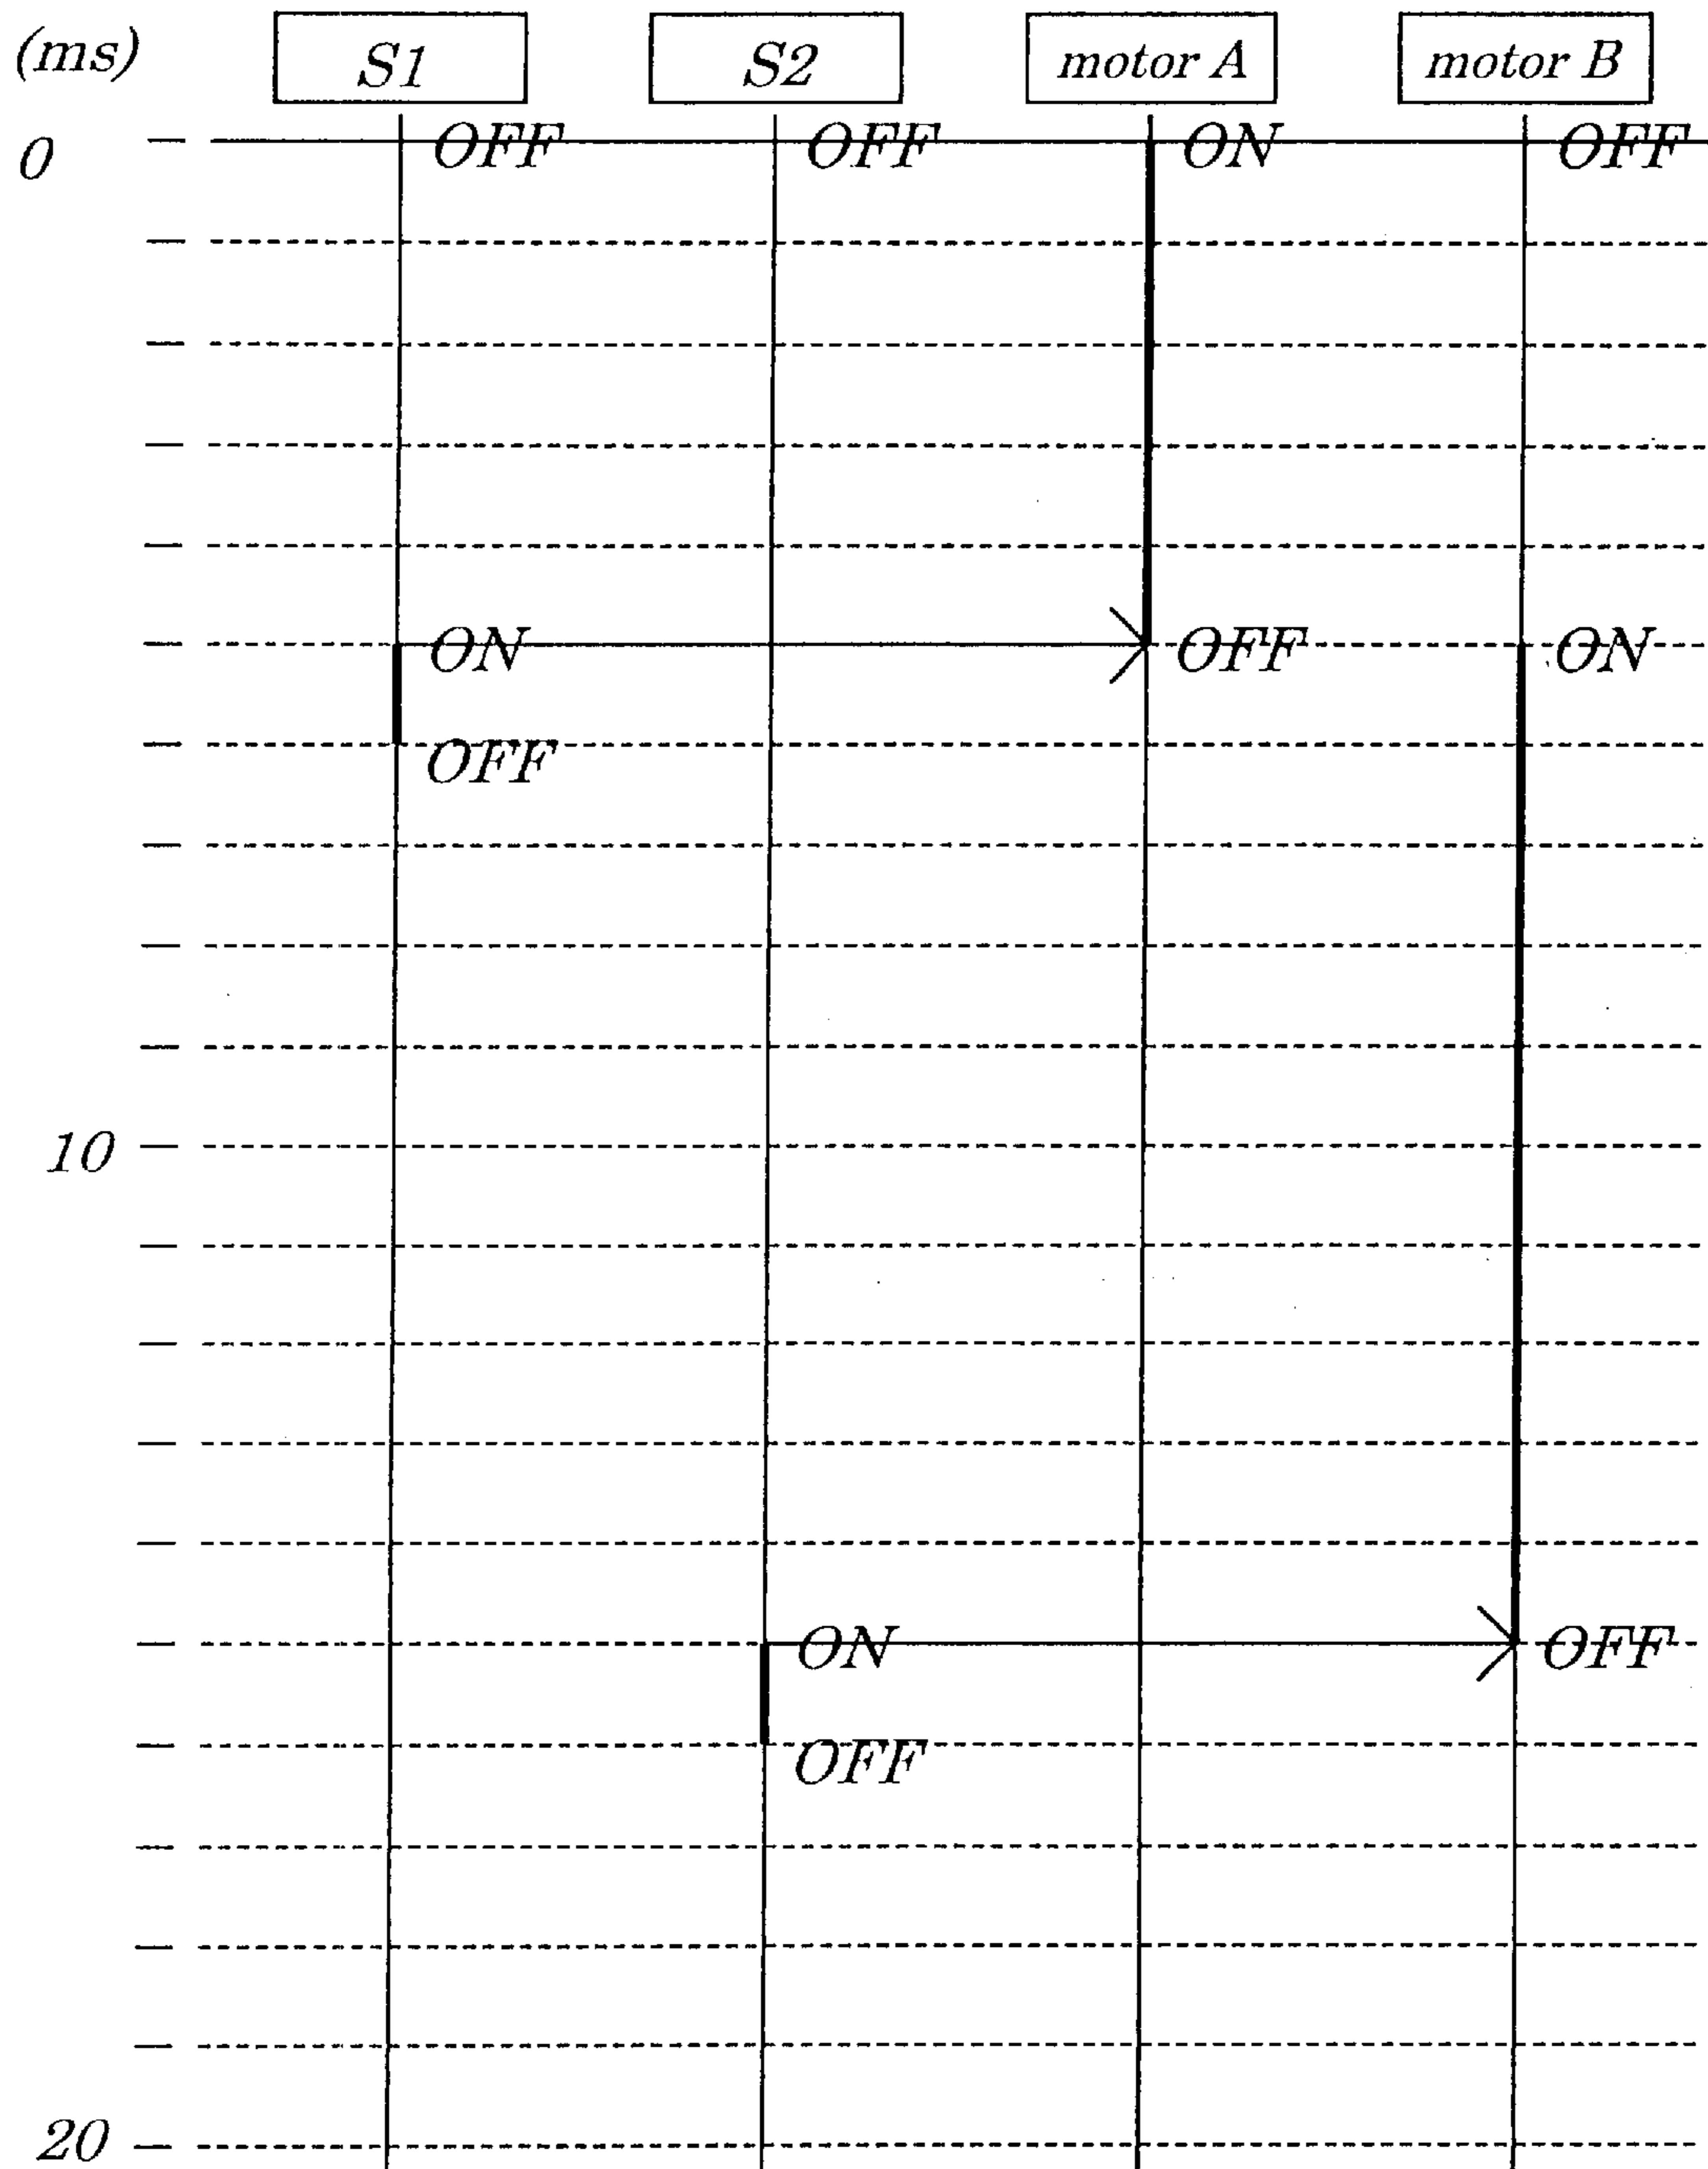 (ms) S1 S2 motor A motor B
0 OFF OFF ON OFF
ON OFF ON
OFF
10
ON OFF
OFF
20